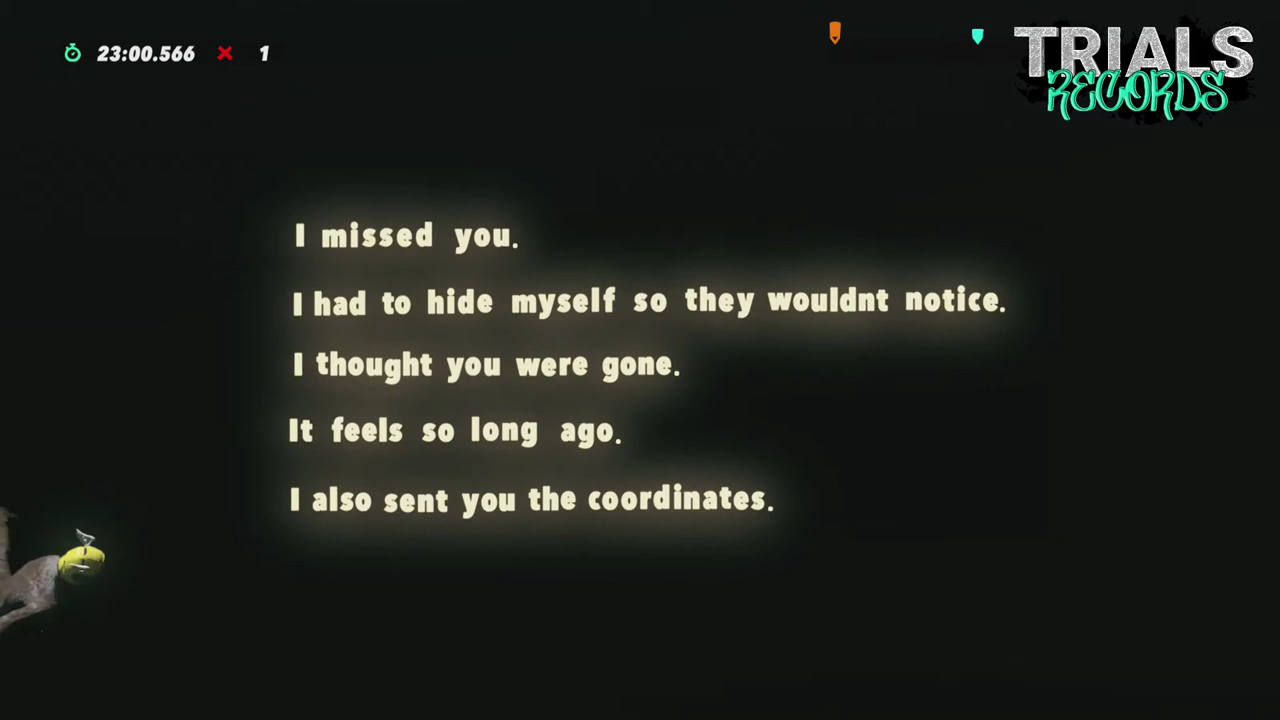 23:00.566 1
TRIALS
RECORDS
I missed you.
I had to hide myself so they wouldnt notice.
I thought you were gone.
It feels so long ago.
I also sent you the coordinates.